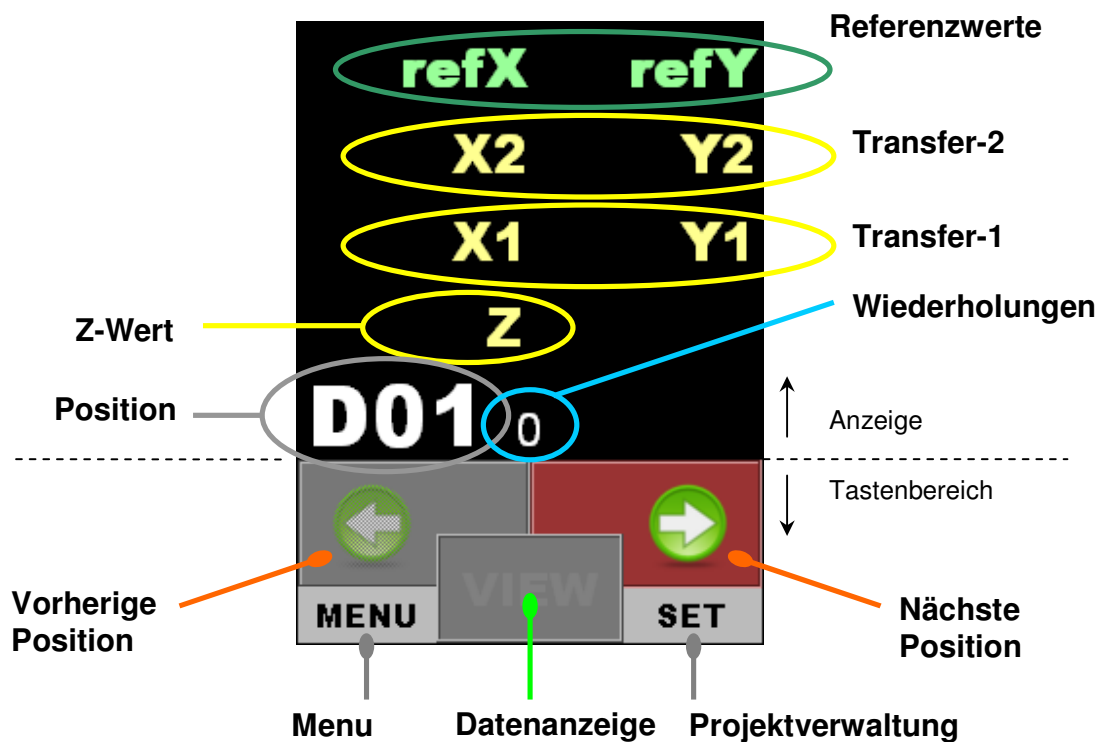 Referenzwerte
refX refY
X2 Y2 Transfer-2
X1 Y1 Transfer-1
Wiederholungen
Z-Wert Z
Position D01 0
Anzeige
Tastenbereich
VIEW
Vorherige
Position
MENU SET
Nächste
Position
Menu Datenanzeige Projektverwaltung